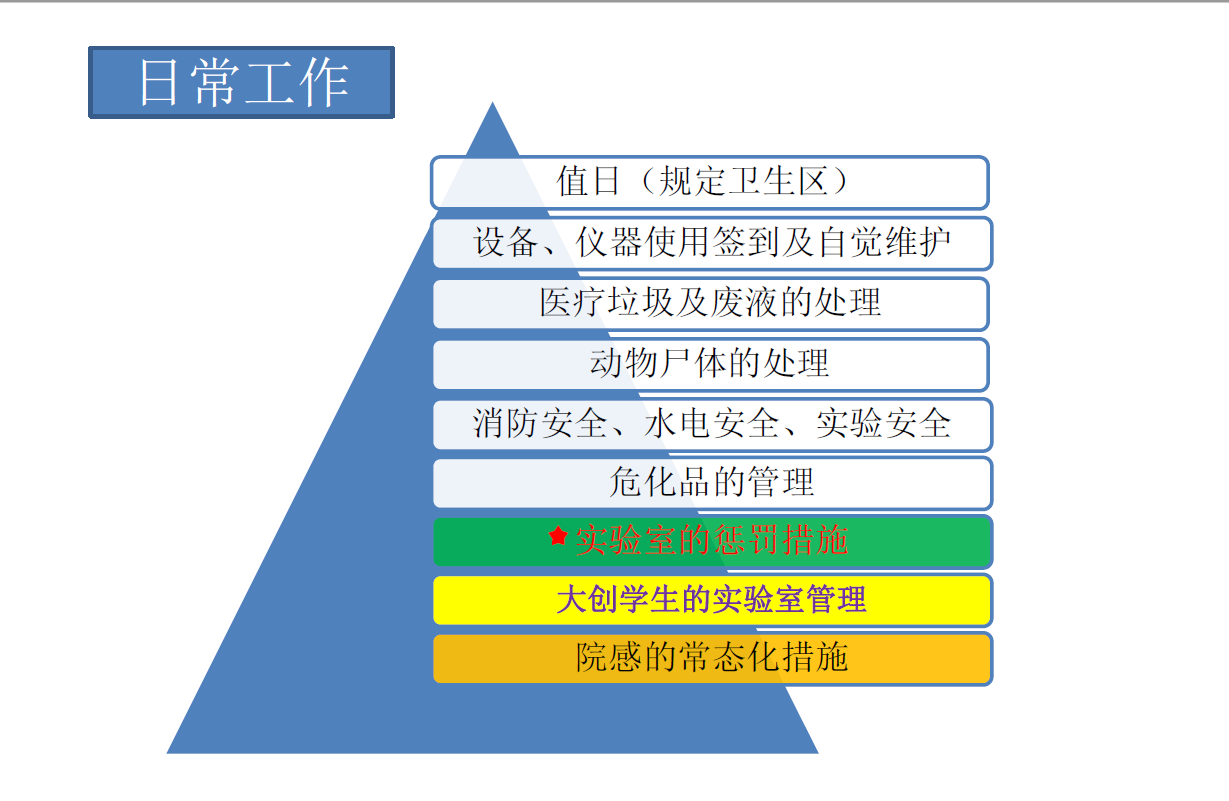 日常工作
值日（规定卫生区）
设备、仪器使用签到及自觉维护
医疗垃圾及废液的处理
动物尸体的处理
消防安全、水电安全、实验安全
危化品的管理
★实验室的惩罚措施
大创学生的实验室管理
院感的常态化措施